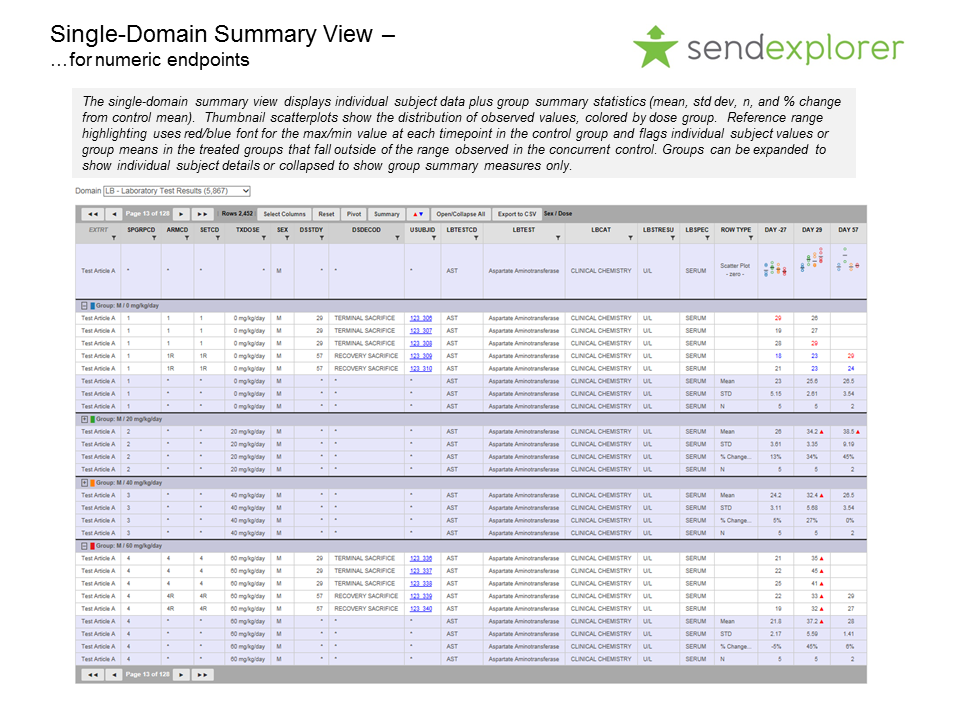 Single-Domain Summary View –
…for numeric endpoints
sendexplorer
The single-domain summary view displays individual subject data plus group summary statistics (mean, std dev, n, and % change
from control mean). Thumbnail scatterplots show the distribution of observed values, colored by dose group. Reference range
highlighting uses red/blue font for the max/min value at each timepoint in the control group and flags individual subject values or
group means in the treated groups that fall outside of the range observed in the concurrent control. Groups can be expanded to
show individual subject details or collapsed to show group summary measures only.
Domain LB - Laboratory Test Results (5,867)
◄◄ ◄ Page 13 of 128 ► ►► Rows 2,452 Select Columns Reset Pivot Summary ▲▼ Open/Collapse All Export to CSV Sex / Dose
EXTRT SPGRPCD ARMCD SETCD TXDOSE SEX DSSTDY DSDECOD USUBJID LBTESTCD LBTEST LBCAT LBSTRESU LBSPEC ROW TYPE DAY -27 DAY 29 DAY 57
Test Article A * * * * M * * * AST Aspartate Aminotransferase CLINICAL CHEMISTRY U/L SERUM Scatter Plot - zero -
Group: M / 0 mg/kg/day
Test Article A 1 1 1 0 mg/kg/day M 29 TERMINAL SACRIFICE 123_306 AST Aspartate Aminotransferase CLINICAL CHEMISTRY U/L SERUM 29 26
Test Article A 1 1 1 0 mg/kg/day M 29 TERMINAL SACRIFICE 123_307 AST Aspartate Aminotransferase CLINICAL CHEMISTRY U/L SERUM 19 27
Test Article A 1 1 1 0 mg/kg/day M 29 TERMINAL SACRIFICE 123_308 AST Aspartate Aminotransferase CLINICAL CHEMISTRY U/L SERUM 28 29
Test Article A 1 1R 1R 0 mg/kg/day M 57 RECOVERY SACRIFICE 123_309 AST Aspartate Aminotransferase CLINICAL CHEMISTRY U/L SERUM 18 23 29
Test Article A 1 1R 1R 0 mg/kg/day M 57 RECOVERY SACRIFICE 123_310 AST Aspartate Aminotransferase CLINICAL CHEMISTRY U/L SERUM 21 23 24
Test Article A 1 * * 0 mg/kg/day M * * * AST Aspartate Aminotransferase CLINICAL CHEMISTRY U/L SERUM Mean 23 25.6 26.5
Test Article A 1 * * 0 mg/kg/day M * * * AST Aspartate Aminotransferase CLINICAL CHEMISTRY U/L SERUM STD 5.15 2.61 3.54
Test Article A 1 * * 0 mg/kg/day M * * * AST Aspartate Aminotransferase CLINICAL CHEMISTRY U/L SERUM N 5 5 2
Group: M / 20 mg/kg/day
Test Article A 2 * * 20 mg/kg/day M * * * AST Aspartate Aminotransferase CLINICAL CHEMISTRY U/L SERUM Mean 26 34.2 ▲ 38.5 ▲
Test Article A 2 * * 20 mg/kg/day M * * * AST Aspartate Aminotransferase CLINICAL CHEMISTRY U/L SERUM STD 3.61 3.35 9.19
Test Article A 2 * * 20 mg/kg/day M * * * AST Aspartate Aminotransferase CLINICAL CHEMISTRY U/L SERUM % Change... 13% 34% 45%
Test Article A 2 * * 20 mg/kg/day M * * * AST Aspartate Aminotransferase CLINICAL CHEMISTRY U/L SERUM N 5 5 2
Group: M / 40 mg/kg/day
Test Article A 3 * * 40 mg/kg/day M * * * AST Aspartate Aminotransferase CLINICAL CHEMISTRY U/L SERUM Mean 24.2 32.4 ▲ 26.5
Test Article A 3 * * 40 mg/kg/day M * * * AST Aspartate Aminotransferase CLINICAL CHEMISTRY U/L SERUM STD 3.11 5.68 3.54
Test Article A 3 * * 40 mg/kg/day M * * * AST Aspartate Aminotransferase CLINICAL CHEMISTRY U/L SERUM % Change... 5% 27% 0%
Test Article A 3 * * 40 mg/kg/day M * * * AST Aspartate Aminotransferase CLINICAL CHEMISTRY U/L SERUM N 5 5 2
Group: M / 60 mg/kg/day
Test Article A 4 4 4 60 mg/kg/day M 29 TERMINAL SACRIFICE 123_336 AST Aspartate Aminotransferase CLINICAL CHEMISTRY U/L SERUM 21 35 ▲
Test Article A 4 4 4 60 mg/kg/day M 29 TERMINAL SACRIFICE 123_337 AST Aspartate Aminotransferase CLINICAL CHEMISTRY U/L SERUM 22 45 ▲
Test Article A 4 4 4 60 mg/kg/day M 29 TERMINAL SACRIFICE 123_338 AST Aspartate Aminotransferase CLINICAL CHEMISTRY U/L SERUM 25 41 ▲
Test Article A 4 4R 4R 60 mg/kg/day M 57 RECOVERY SACRIFICE 123_339 AST Aspartate Aminotransferase CLINICAL CHEMISTRY U/L SERUM 22 33 ▲ 29
Test Article A 4 4R 4R 60 mg/kg/day M 57 RECOVERY SACRIFICE 123_340 AST Aspartate Aminotransferase CLINICAL CHEMISTRY U/L SERUM 19 32 ▲ 27
Test Article A 4 * * 60 mg/kg/day M * * * AST Aspartate Aminotransferase CLINICAL CHEMISTRY U/L SERUM Mean 21.8 37.2 ▲ 28
Test Article A 4 * * 60 mg/kg/day M * * * AST Aspartate Aminotransferase CLINICAL CHEMISTRY U/L SERUM STD 2.17 5.59 1.41
Test Article A 4 * * 60 mg/kg/day M * * * AST Aspartate Aminotransferase CLINICAL CHEMISTRY U/L SERUM % Change... -5% 45% 6%
Test Article A 4 * * 60 mg/kg/day M * * * AST Aspartate Aminotransferase CLINICAL CHEMISTRY U/L SERUM N 5 5 2
◄◄ ◄ Page 13 of 128 ► ►►